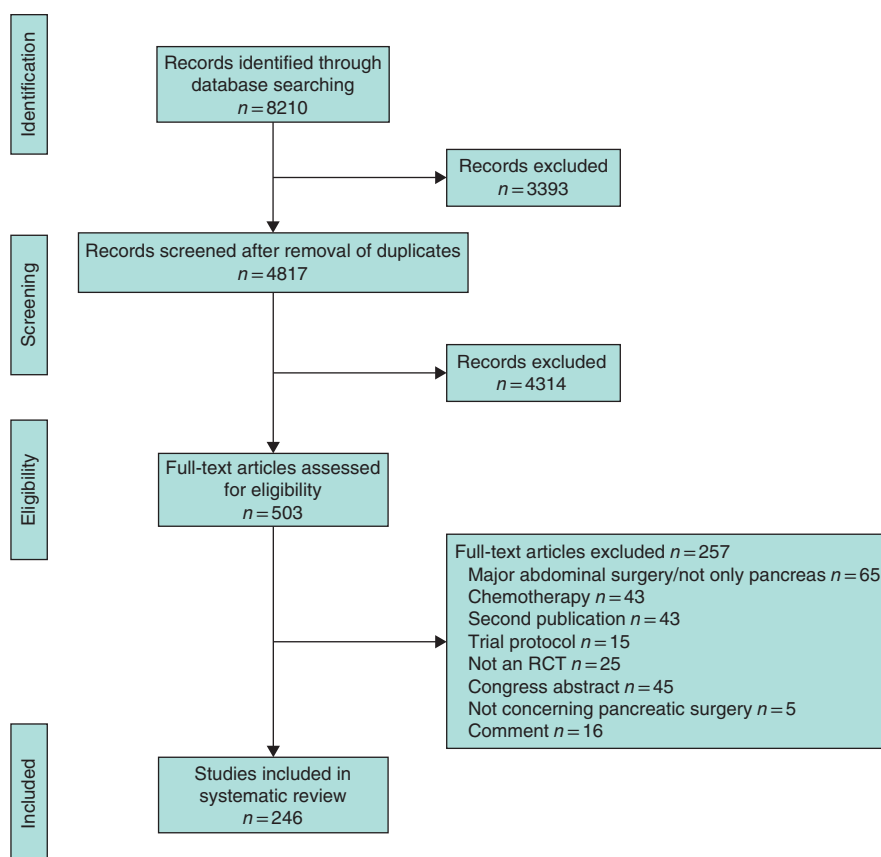 Identification
Records identified through
database searching
n = 8210
Records excluded
n = 3393
Screening
Records screened after removal of duplicates
n = 4817
Records excluded
n = 4314
Eligibility
Full-text articles assessed
for eligibility
n = 503
Full-text articles excluded n = 257
Major abdominal surgery/not only pancreas n = 65
Chemotherapy n = 43
Second publication n = 43
Trial protocol n = 15
Not an RCT n = 25
Congress abstract n = 45
Not concerning pancreatic surgery n = 5
Comment n = 16
Included
Studies included in
systematic review
n = 246